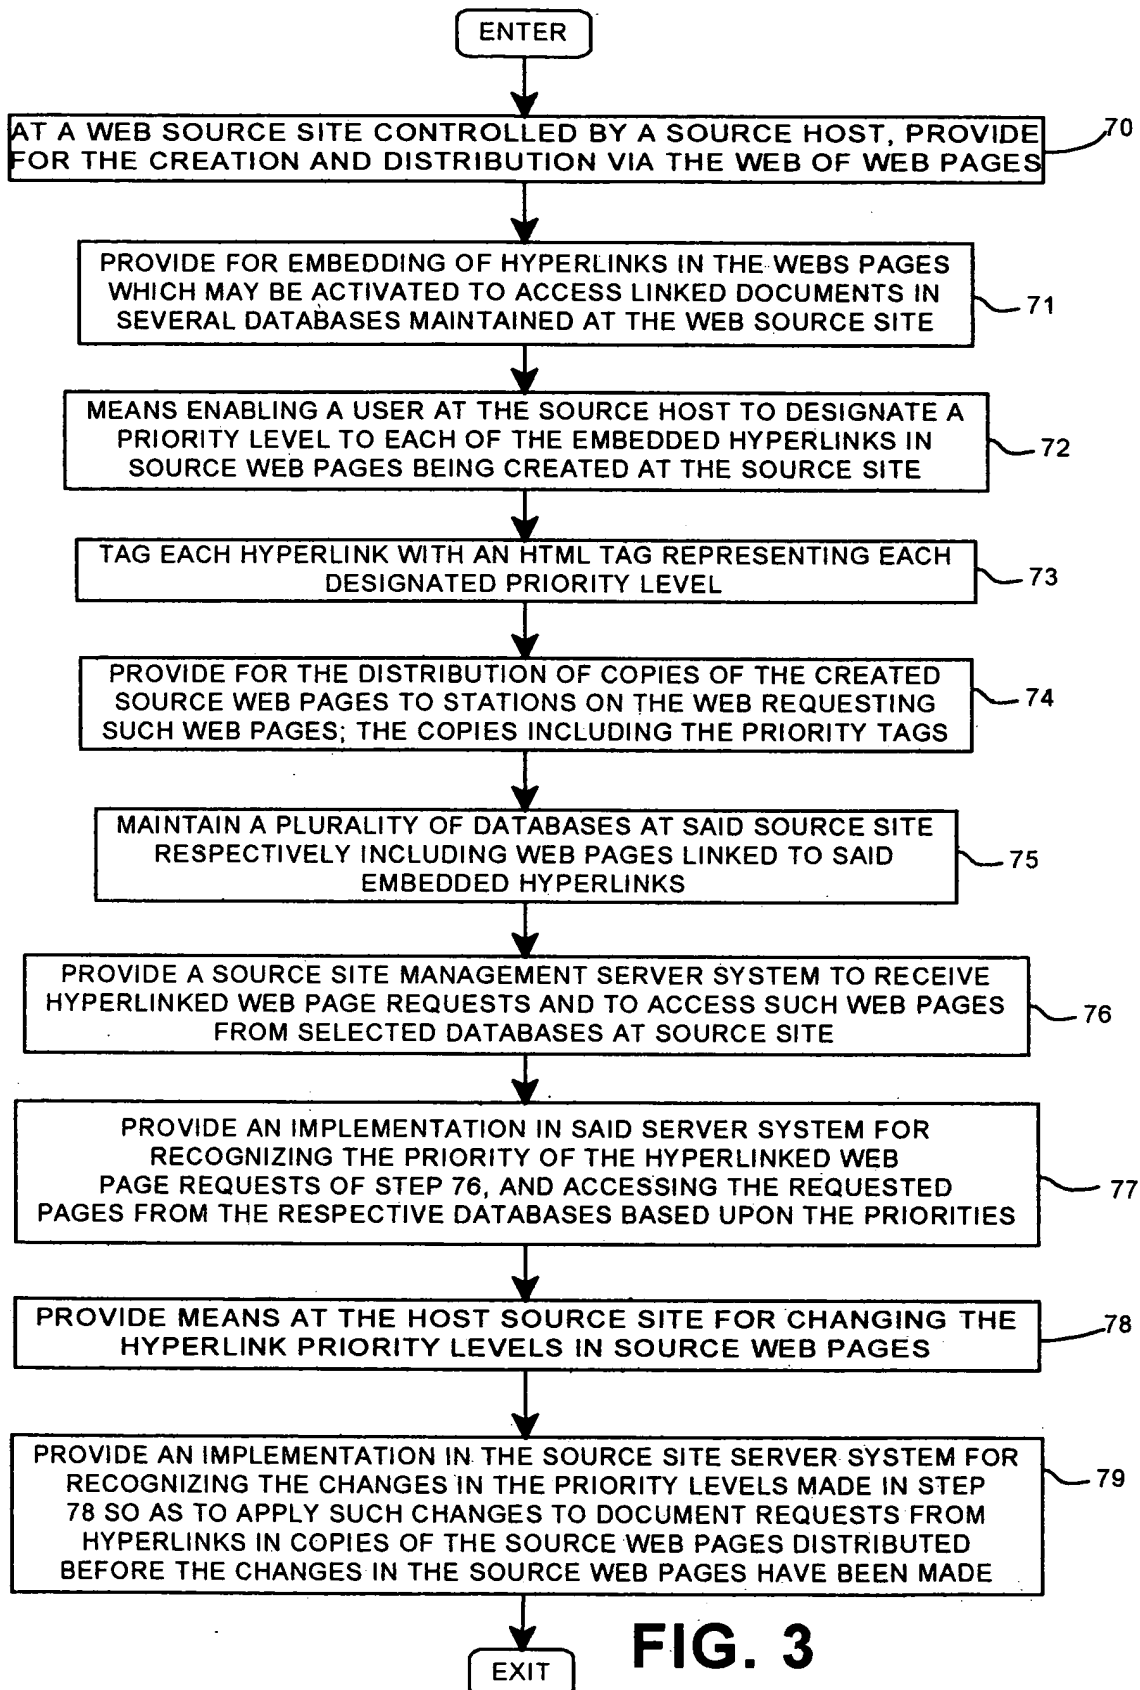 ENTER
AT A WEB SOURCE SITE CONTROLLED BY A SOURCE HOST, PROVIDE
FOR THE CREATION AND DISTRIBUTION VIA THE WEB OF WEB PAGES
70
PROVIDE FOR EMBEDDING OF HYPERLINKS IN THE WEBS PAGES
WHICH MAY BE ACTIVATED TO ACCESS LINKED DOCUMENTS IN
SEVERAL DATABASES MAINTAINED AT THE WEB SOURCE SITE
71
MEANS ENABLING A USER AT THE SOURCE HOST TO DESIGNATE A
PRIORITY LEVEL TO EACH OF THE EMBEDDED HYPERLINKS IN
SOURCE WEB PAGES BEING CREATED AT THE SOURCE SITE
72
TAG EACH HYPERLINK WITH AN HTML TAG REPRESENTING EACH
DESIGNATED PRIORITY LEVEL
73
PROVIDE FOR THE DISTRIBUTION OF COPIES OF THE CREATED
SOURCE WEB PAGES TO STATIONS ON THE WEB REQUESTING
SUCH WEB PAGES; THE COPIES INCLUDING THE PRIORITY TAGS
74
MAINTAIN A PLURALITY OF DATABASES AT SAID SOURCE SITE
RESPECTIVELY INCLUDING WEB PAGES LINKED TO SAID
EMBEDDED HYPERLINKS
75
PROVIDE A SOURCE SITE MANAGEMENT SERVER SYSTEM TO RECEIVE
HYPERLINKED WEB PAGE REQUESTS AND TO ACCESS SUCH WEB PAGES
FROM SELECTED DATABASES AT SOURCE SITE
76
PROVIDE AN IMPLEMENTATION IN SAID SERVER SYSTEM FOR
RECOGNIZING THE PRIORITY OF THE HYPERLINKED WEB
PAGE REQUESTS OF STEP 76, AND ACCESSING THE REQUESTED
PAGES FROM THE RESPECTIVE DATABASES BASED UPON THE PRIORITIES
77
PROVIDE MEANS AT THE HOST SOURCE SITE FOR CHANGING THE
HYPERLINK PRIORITY LEVELS IN SOURCE WEB PAGES
78
PROVIDE AN IMPLEMENTATION IN THE SOURCE SITE SERVER SYSTEM FOR
RECOGNIZING THE CHANGES IN THE PRIORITY LEVELS MADE IN STEP
78 SO AS TO APPLY SUCH CHANGES TO DOCUMENT REQUESTS FROM
HYPERLINKS IN COPIES OF THE SOURCE WEB PAGES DISTRIBUTED
BEFORE THE CHANGES IN THE SOURCE WEB PAGES HAVE BEEN MADE
79
EXIT
FIG. 3